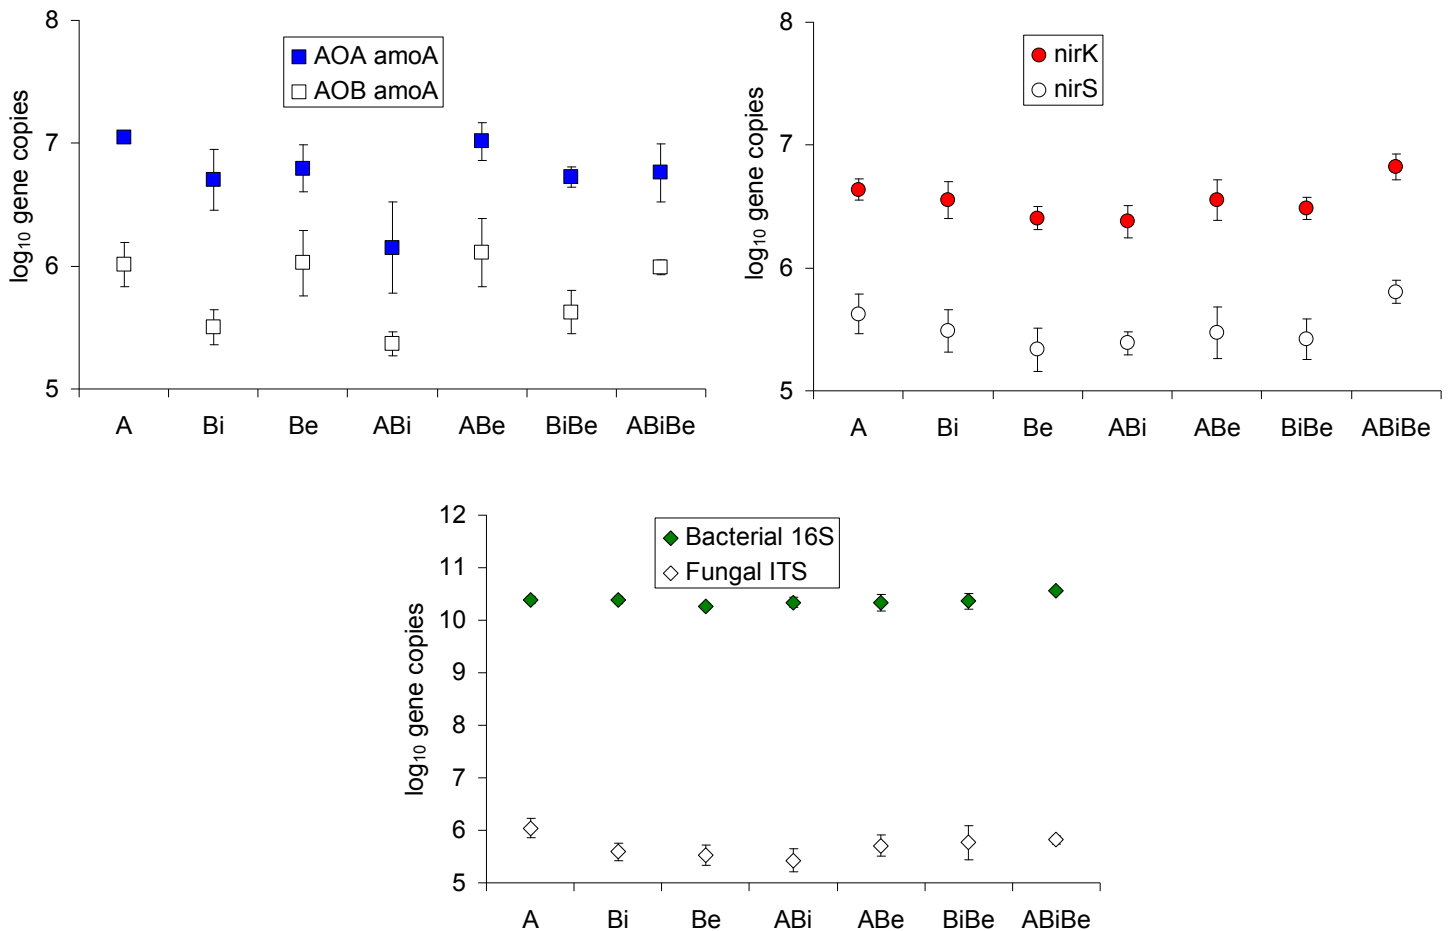 8
7
6
5
log₁₀ gene copies
AOA amoA
AOB amoA
A Bi Be ABi ABe BiBe ABiBe
8
7
6
5
log₁₀ gene copies
nirK
nirS
A Bi Be ABi ABe BiBe ABiBe
12
11
10
9
8
7
6
5
log₁₀ gene copies
Bacterial 16S
Fungal ITS
A Bi Be ABi ABe BiBe ABiBe